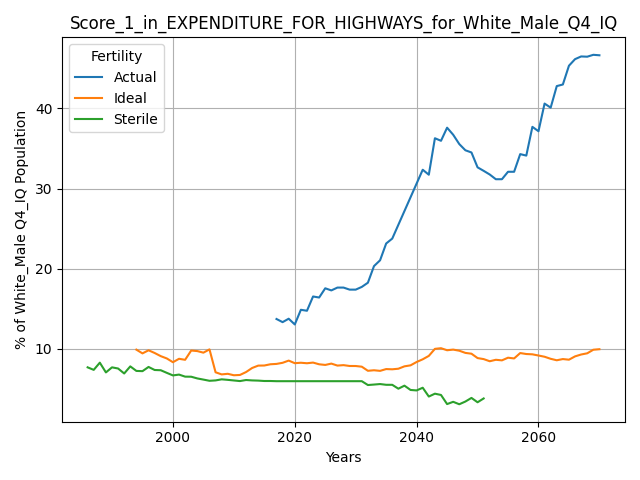 Score_1_in_EXPENDITURE_FOR_HIGHWAYS_for_White_Male_Q4_IQ
Fertility
Actual
Ideal
Sterile
% of White_Male Q4_IQ Population
40
30
20
10
2000
2020
2040
2060
Years